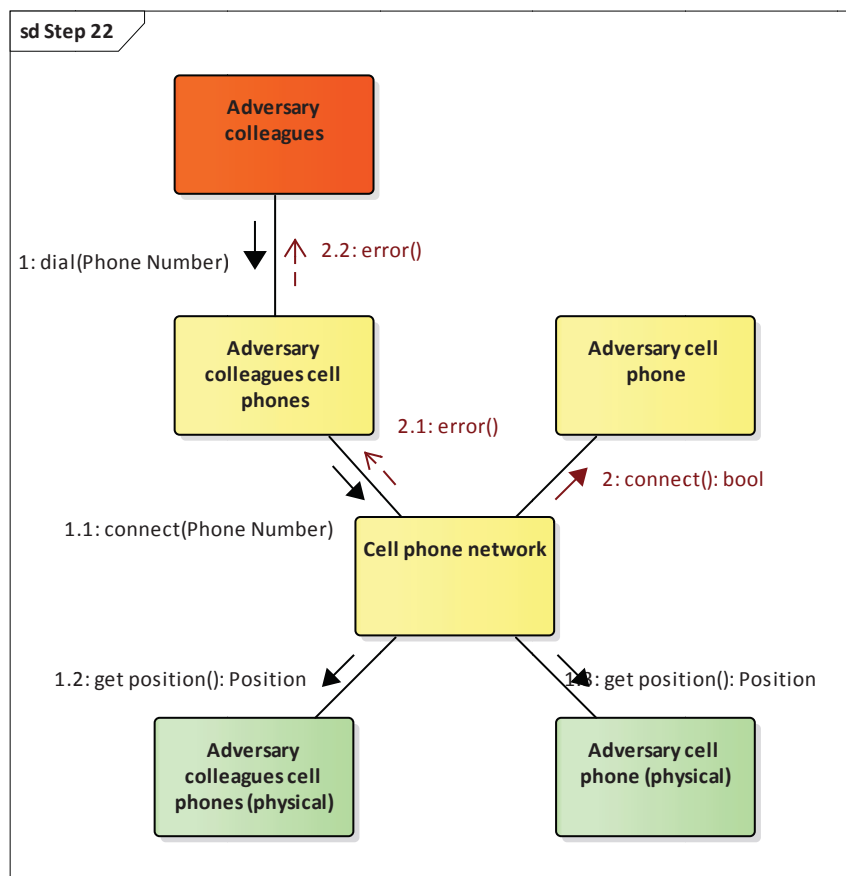 sd Step 22
Adversary
colleagues
1: dial(Phone Number)
2.2: error()
Adversary
colleagues cell
phones
Adversary cell
phone
2.1: error()
2: connect(): bool
1.1: connect(Phone Number)
Cell phone network
1.2: get position(): Position
1.3: get position(): Position
Adversary
colleagues cell
phones (physical)
Adversary cell
phone (physical)